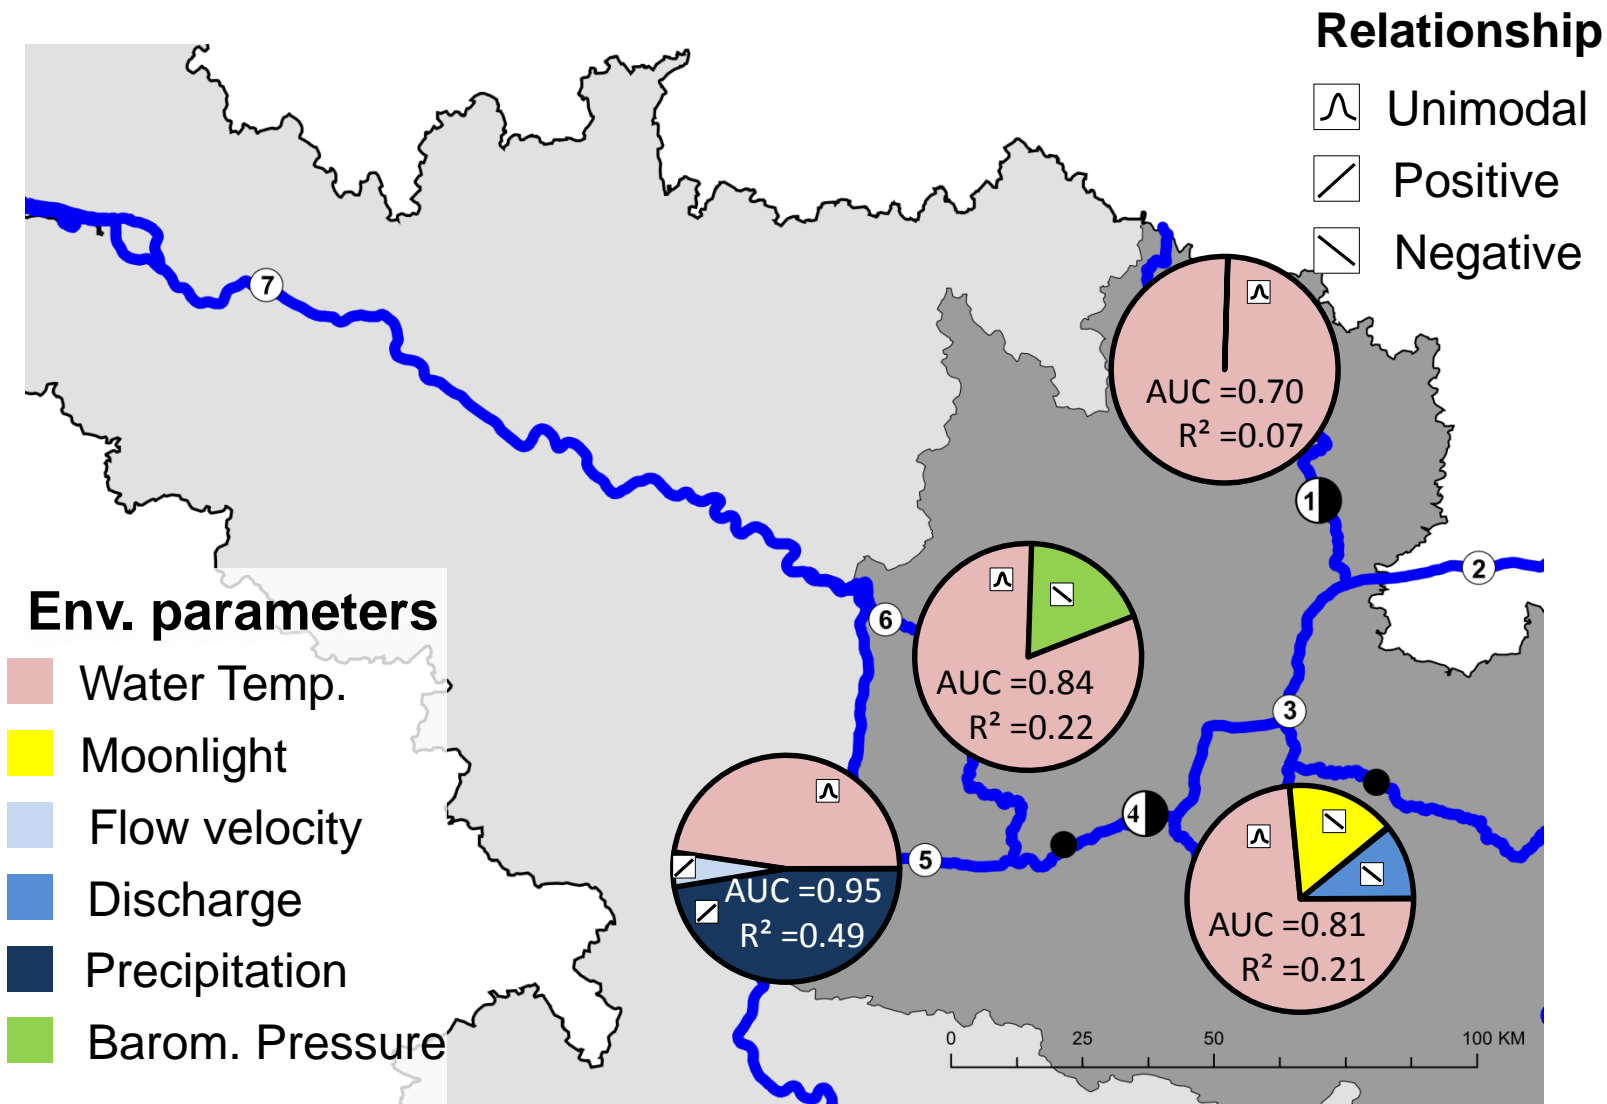 Relationship
Unimodal
Positive
Negative
7
AUC =0.70
R² =0.07
1
2
6
AUC =0.84
R² =0.22
3
4
5
AUC =0.95
R² =0.49
AUC =0.81
R² =0.21
Env. parameters
Water Temp.
Moonlight
Flow velocity
Discharge
Precipitation
Barom. Pressure
0 25 50 100 KM